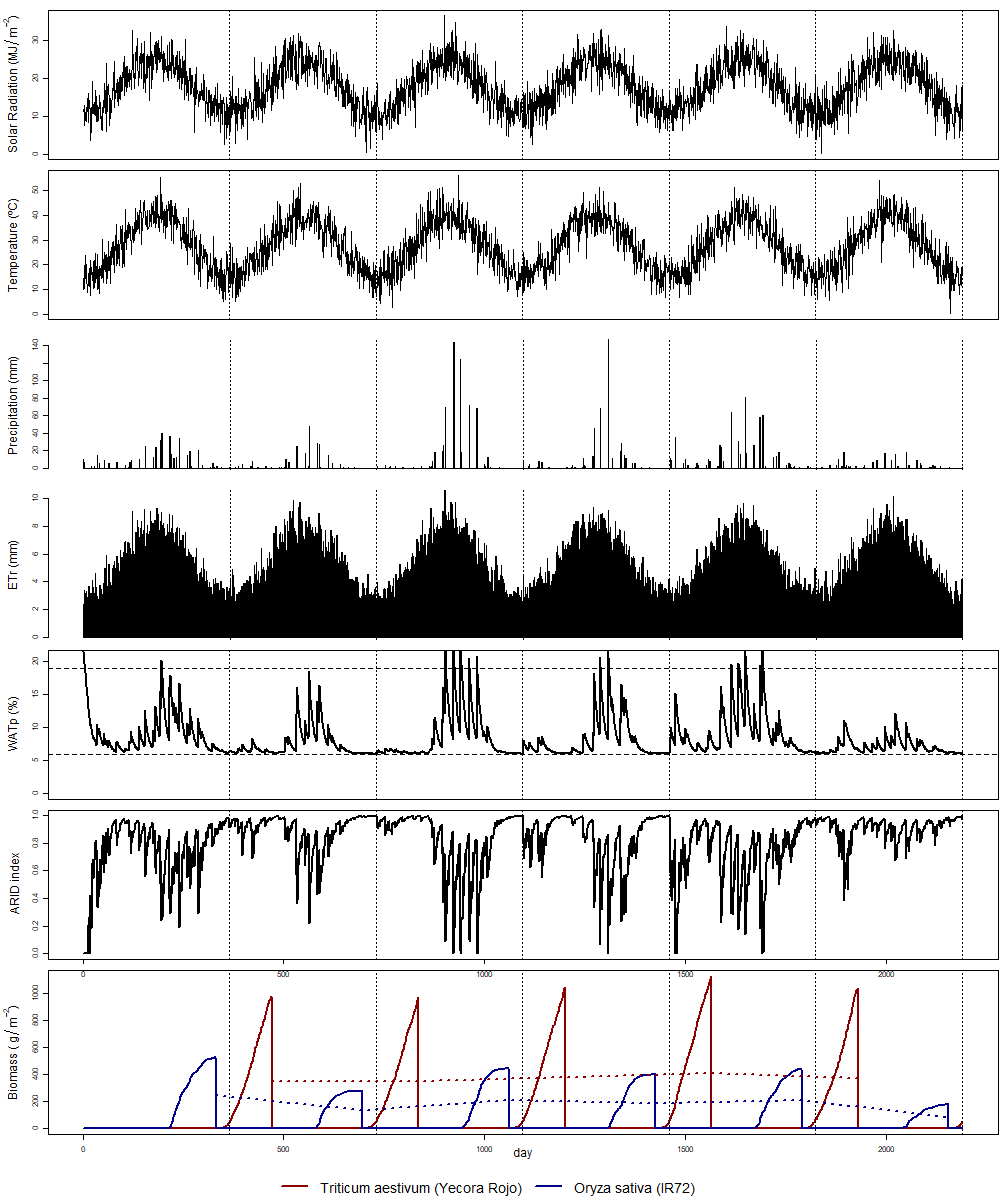 Solar Radiation (MJ/ m⁻²)
0 10 20 30
Temperature (ºC)
0 10 20 30 40 50
Precipitation (mm)
0 20 40 60 80 100 140
ETr (mm)
0 2 4 6 8 10
WATp (%)
0 5 10 15 20
ARID index
0.0 0.2 0.4 0.6 0.8 1.0
0 500 1000 1500 2000
Biomass ( g/ m⁻²)
0 200 400 600 800 1000
0 500 1000 1500 2000
day
Triticum aestivum (Yecora Rojo) Oryza sativa (IR72)